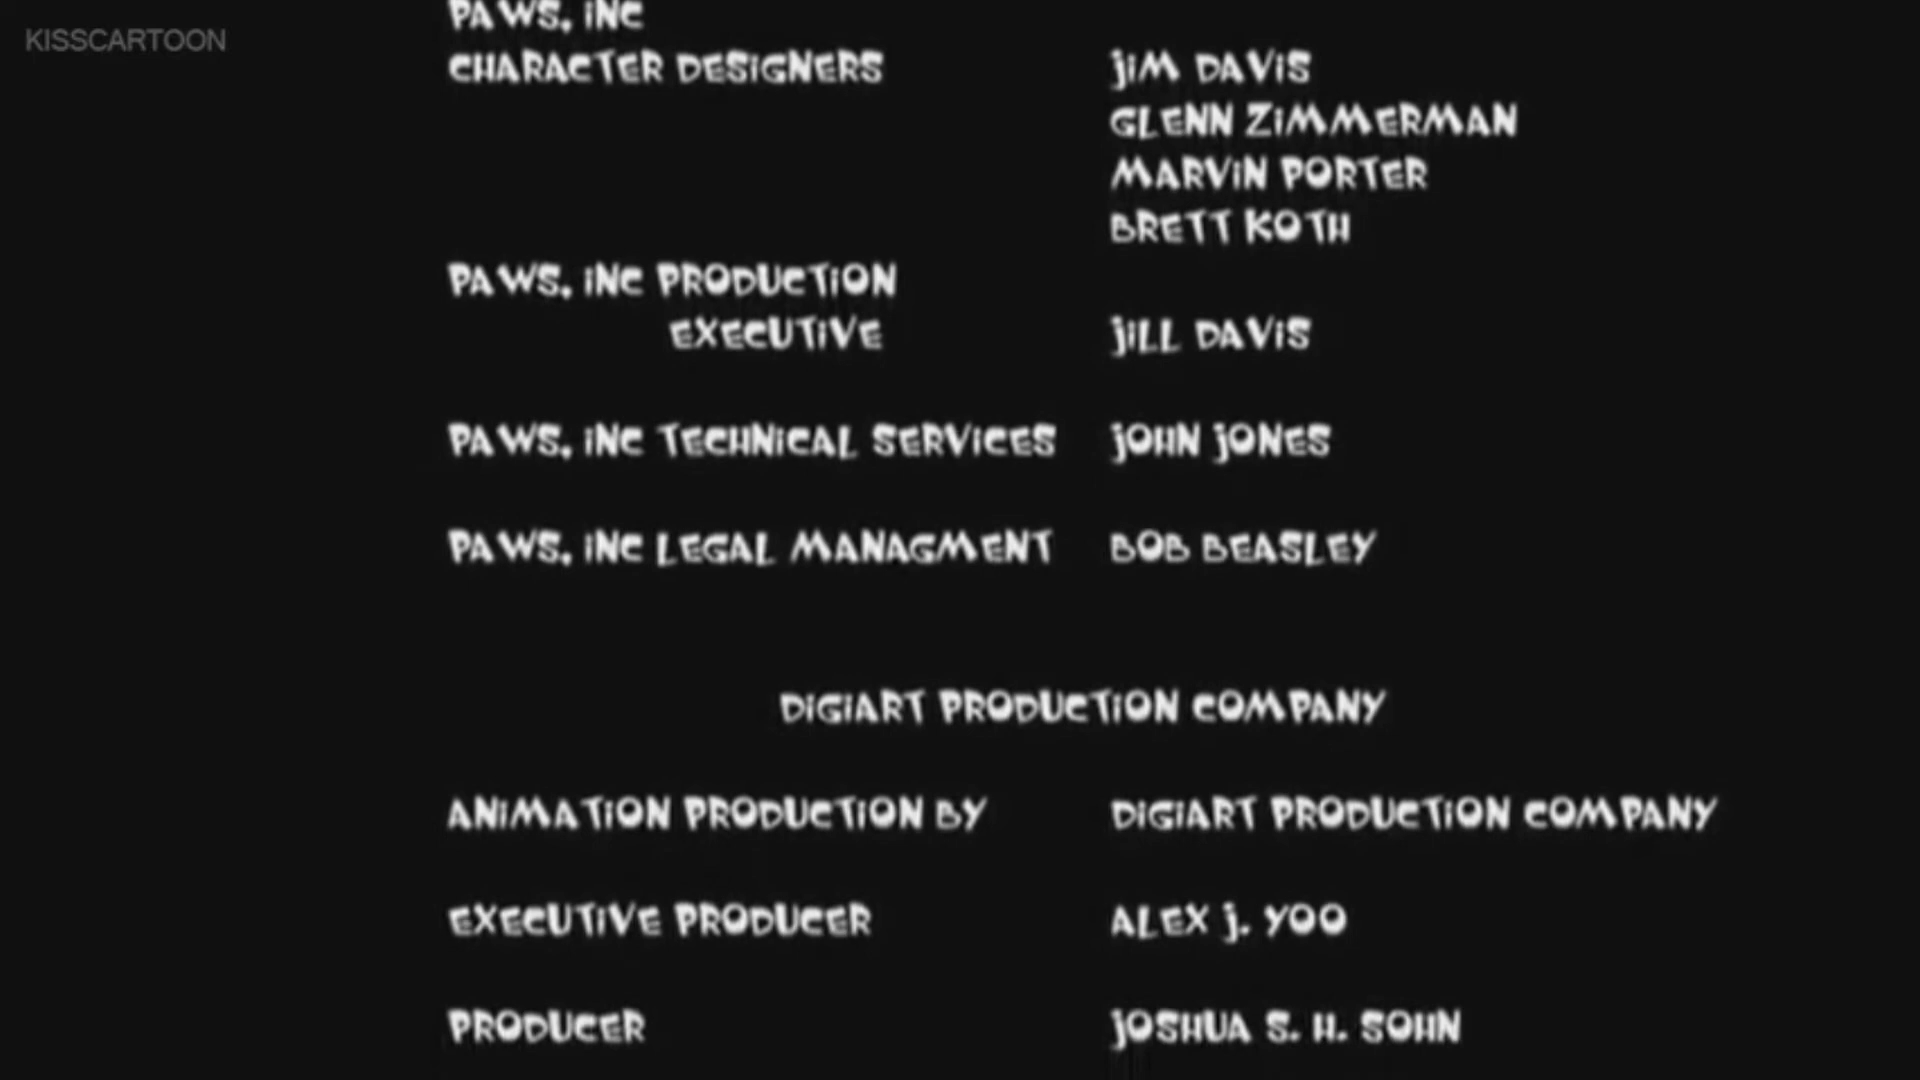 KISSCARTOON
PAWS, INC
CHARACTER DESIGNERS JIM DAVIS
GLENN ZIMMERMAN
MARVIN PORTER
BRETT KOTH
PAWS, INC PRODUCTION
EXECUTIVE JILL DAVIS
PAWS, INC TECHNICAL SERVICES JOHN JONES
PAWS, INC LEGAL MANAGMENT BOB BEASLEY
DIGIART PRODUCTION COMPANY
ANIMATION PRODUCTION BY DIGIART PRODUCTION COMPANY
EXECUTIVE PRODUCER ALEX J. YOO
PRODUCER JOSHUA S. H. SOHN